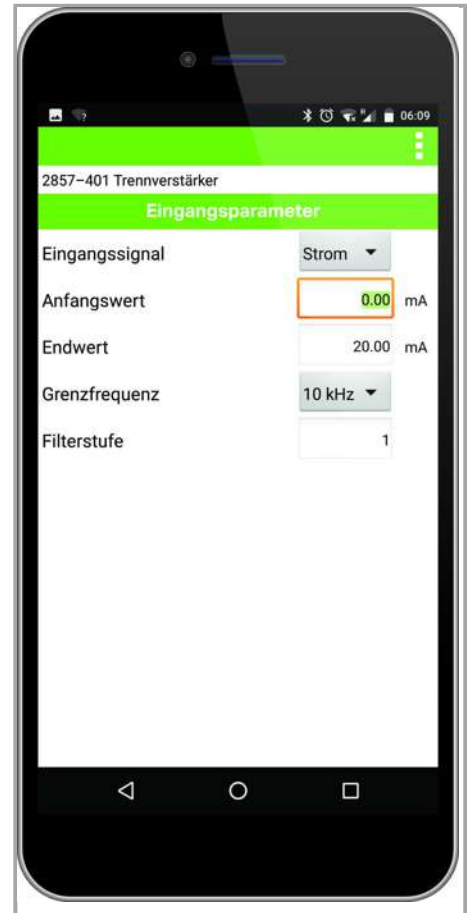 06:09
2857–401 Trennverstärker
Eingangsparameter
Eingangssignal Strom
Anfangswert 0.00 mA
Endwert 20.00 mA
Grenzfrequenz 10 kHz
Filterstufe 1